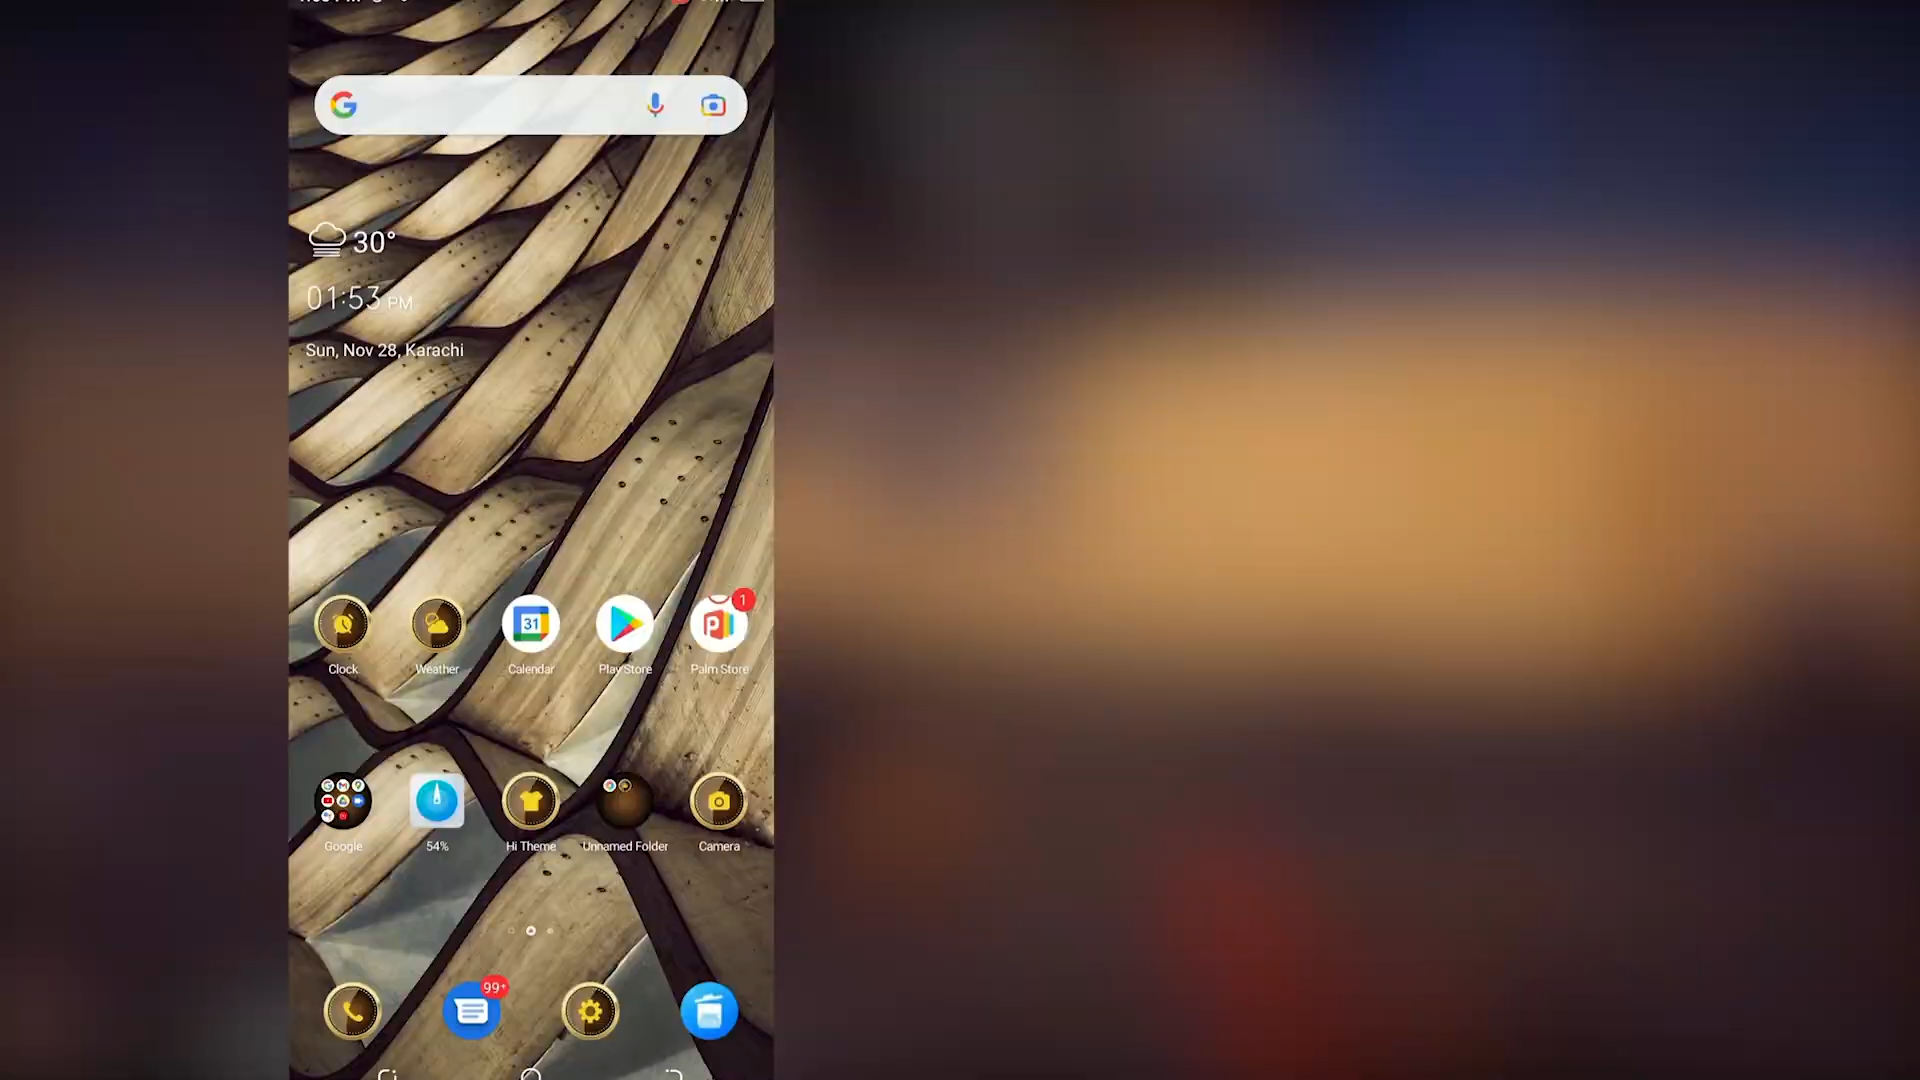 30°
01:53 PM
Sun, Nov 28, Karachi
31
1
Clock
Weather
Calendar
Play Store
Palm Store
Google
54%
Hi Theme
Unnamed Folder
Camera
99+